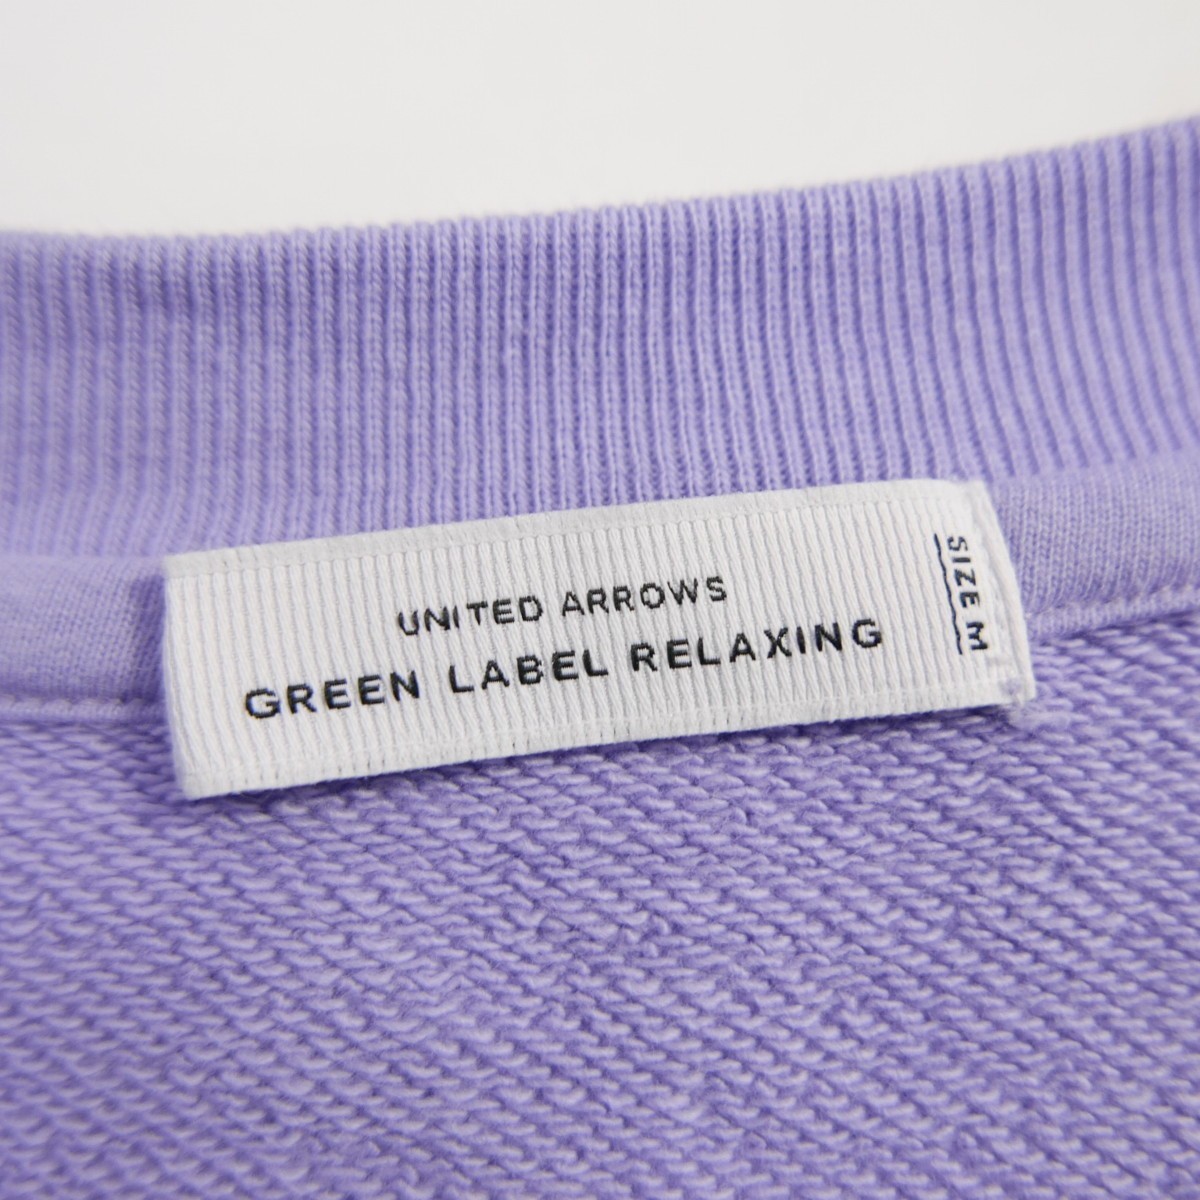 UNITED ARROWS
GREEN LABEL RELAXING
SIZE M